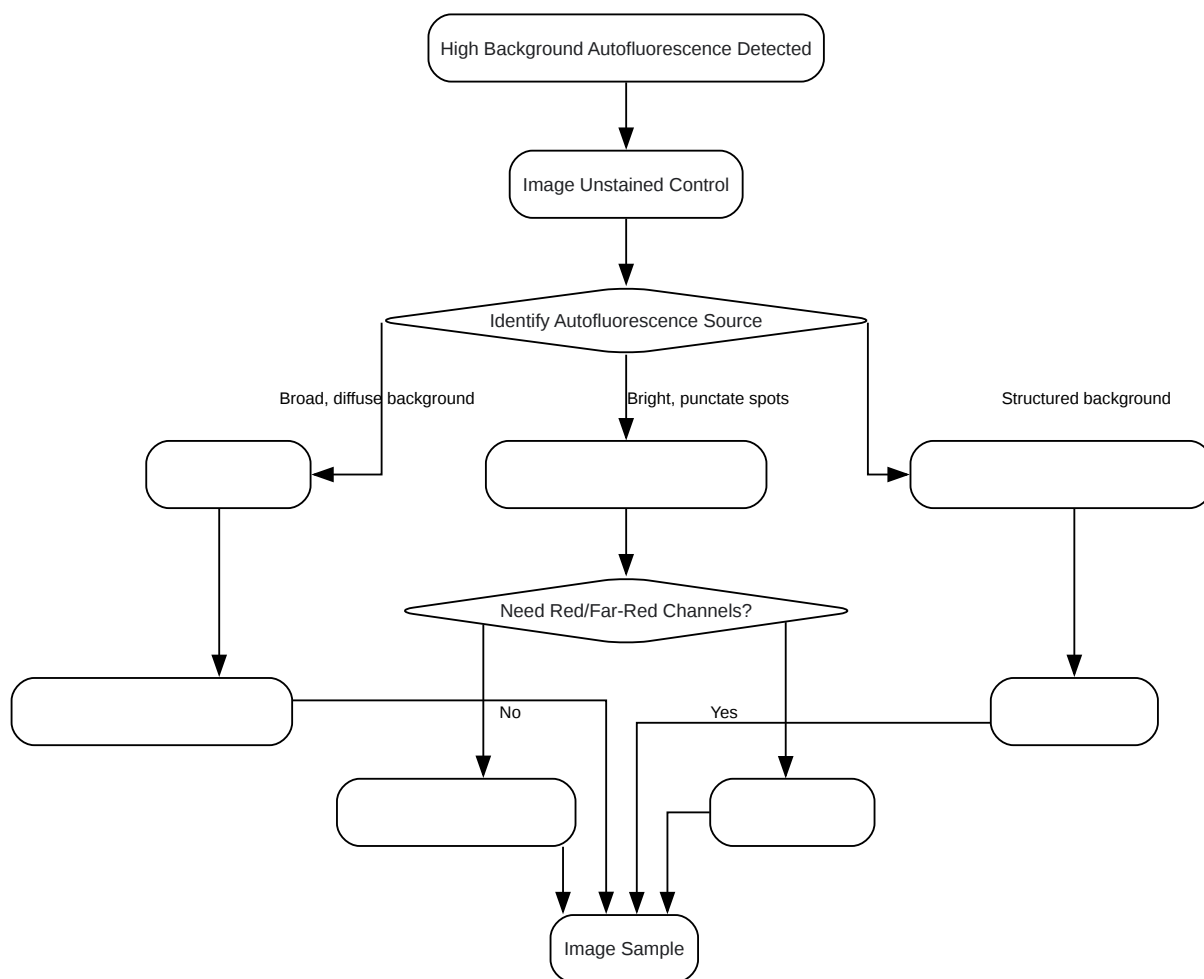 High Background Autofluorescence Detected
Image Unstained Control
Identify Autofluorescence Source
Broad, diffuse background
Bright, punctate spots
Structured background
Need Red/Far-Red Channels?
No
Yes
Image Sample